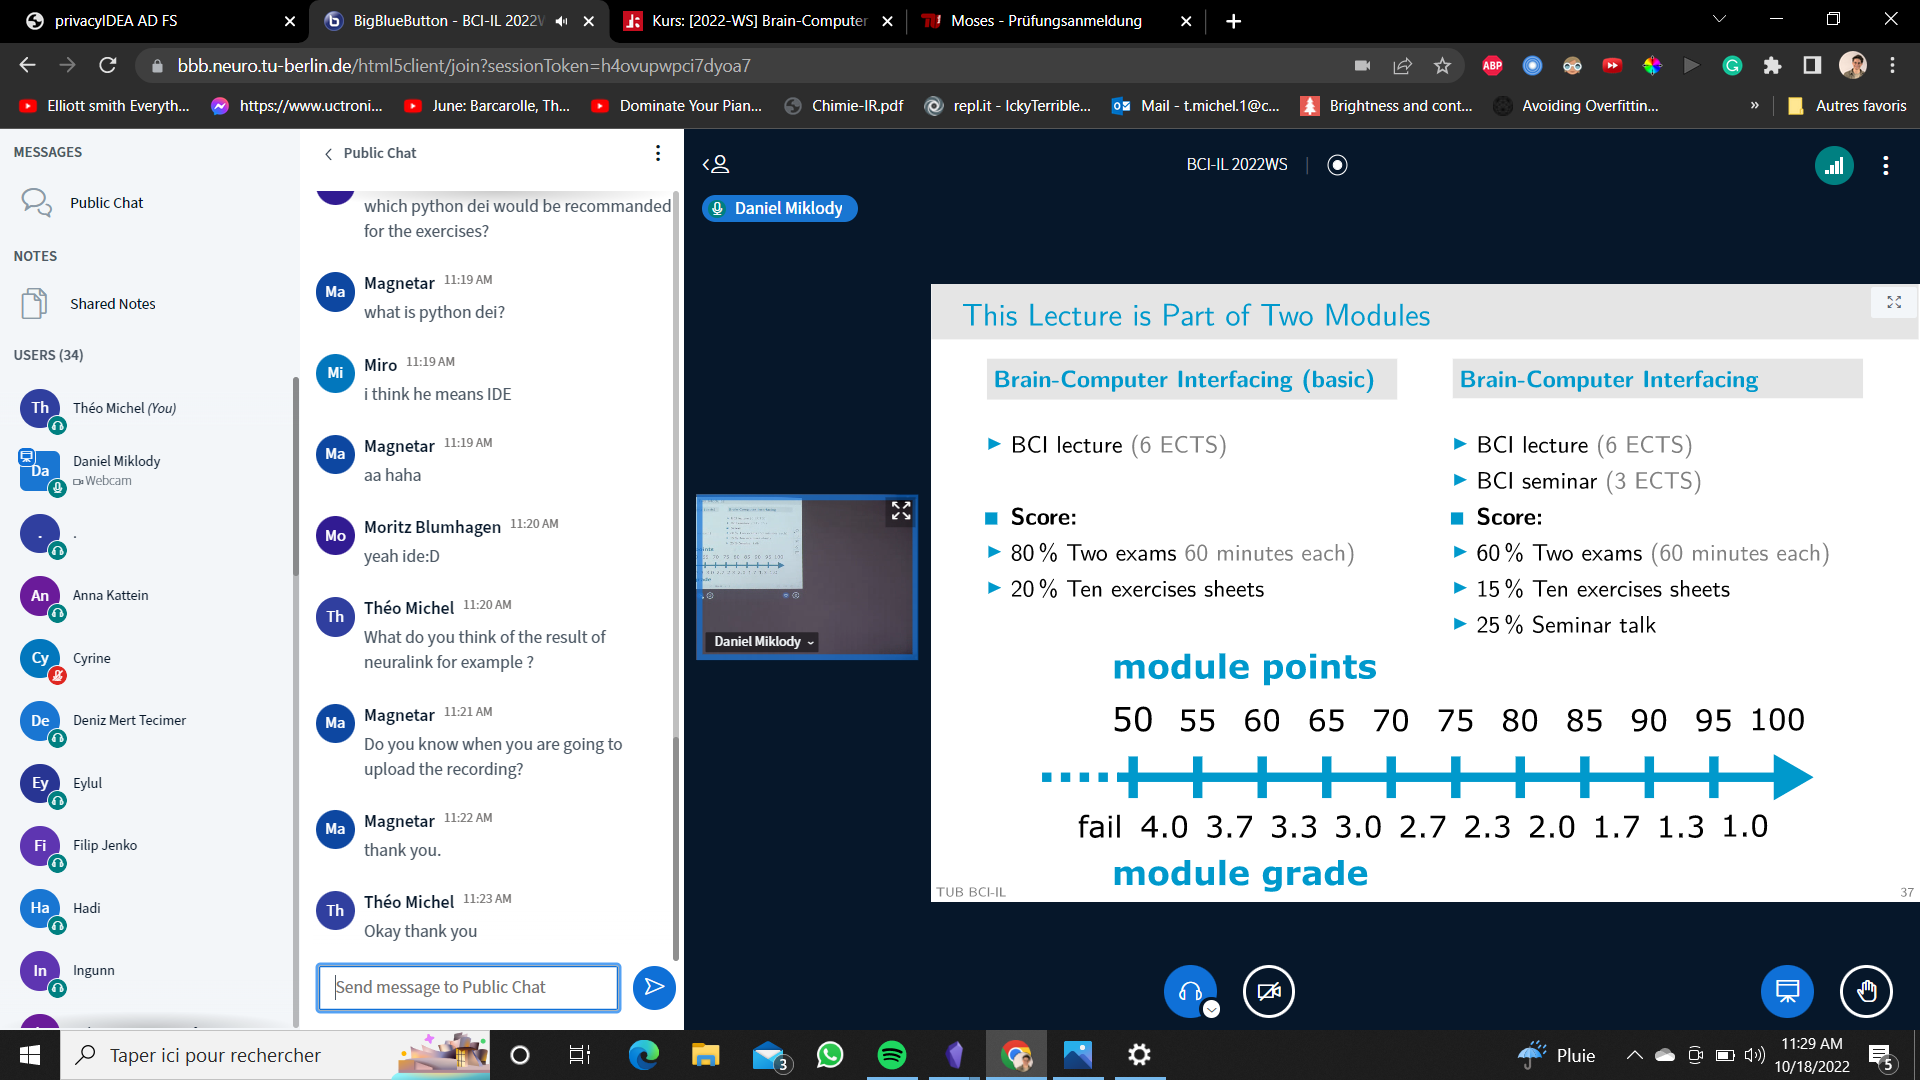 privacyIDEA AD FS
BigBlueButton - BCI-IL 2022W
Kurs: [2022-WS] Brain-Computer
Moses - Prüfungsanmeldung
bbb.neuro.tu-berlin.de/html5client/join?sessionToken=h4ovupwpci7dyoa7
ABP
Elliott smith Everyth...
https://www.uctroni...
June: Barcarolle, Th...
Dominate Your Pian...
Chimie-IR.pdf
repl.it - IckyTerrible...
Mail - t.michel.1@c...
Brightness and cont...
Avoiding Overfittin...
»
Autres favoris
MESSAGES
Public Chat
NOTES
Shared Notes
USERS (34)
Th
Théo Michel (You)
Da
Daniel Miklody
Webcam
.
.
An
Anna Kattein
Cy
Cyrine
De
Deniz Mert Tecimer
Ey
Eylul
Fi
Filip Jenko
Ha
Hadi
In
Ingunn
Public Chat
which python dei would be recommanded
for the exercises?
Ma
Magnetar 11:19 AM
what is python dei?
Mi
Miro 11:19 AM
i think he means IDE
Ma
Magnetar 11:19 AM
aa haha
Mo
Moritz Blumhagen 11:20 AM
yeah ide:D
Th
Théo Michel 11:20 AM
What do you think of the result of
neuralink for example ?
Ma
Magnetar 11:21 AM
Do you know when you are going to
upload the recording?
Ma
Magnetar 11:22 AM
thank you.
Th
Théo Michel 11:23 AM
Okay thank you
Send message to Public Chat
BCI-IL 2022WS
Daniel Miklody
Daniel Miklody
This Lecture is Part of Two Modules
Brain-Computer Interfacing (basic)
BCI lecture (6 ECTS)
Score:
80 % Two exams 60 minutes each)
20 % Ten exercises sheets
Brain-Computer Interfacing
BCI lecture (6 ECTS)
BCI seminar (3 ECTS)
Score:
60 % Two exams (60 minutes each)
15 % Ten exercises sheets
25 % Seminar talk
module points
50 55 60 65 70 75 80 85 90 95 100
fail 4.0 3.7 3.3 3.0 2.7 2.3 2.0 1.7 1.3 1.0
module grade
TUB BCI-IL
37
Taper ici pour rechercher
3
Pluie
11:29 AM
10/18/2022
5